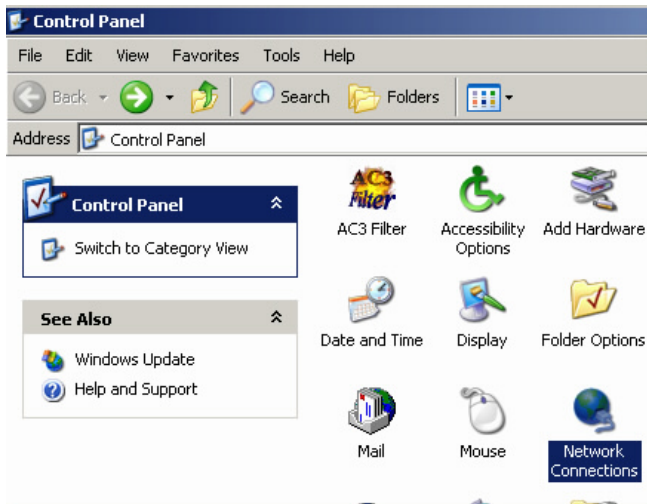 Control Panel
File Edit View Favorites Tools Help
Back Search Folders
Address Control Panel
Control Panel
Switch to Category View
See Also
Windows Update
Help and Support
AC3 Filter
AC3 Filter Accessibility Options Add Hardware
Date and Time Display Folder Options
Mail Mouse Network Connections